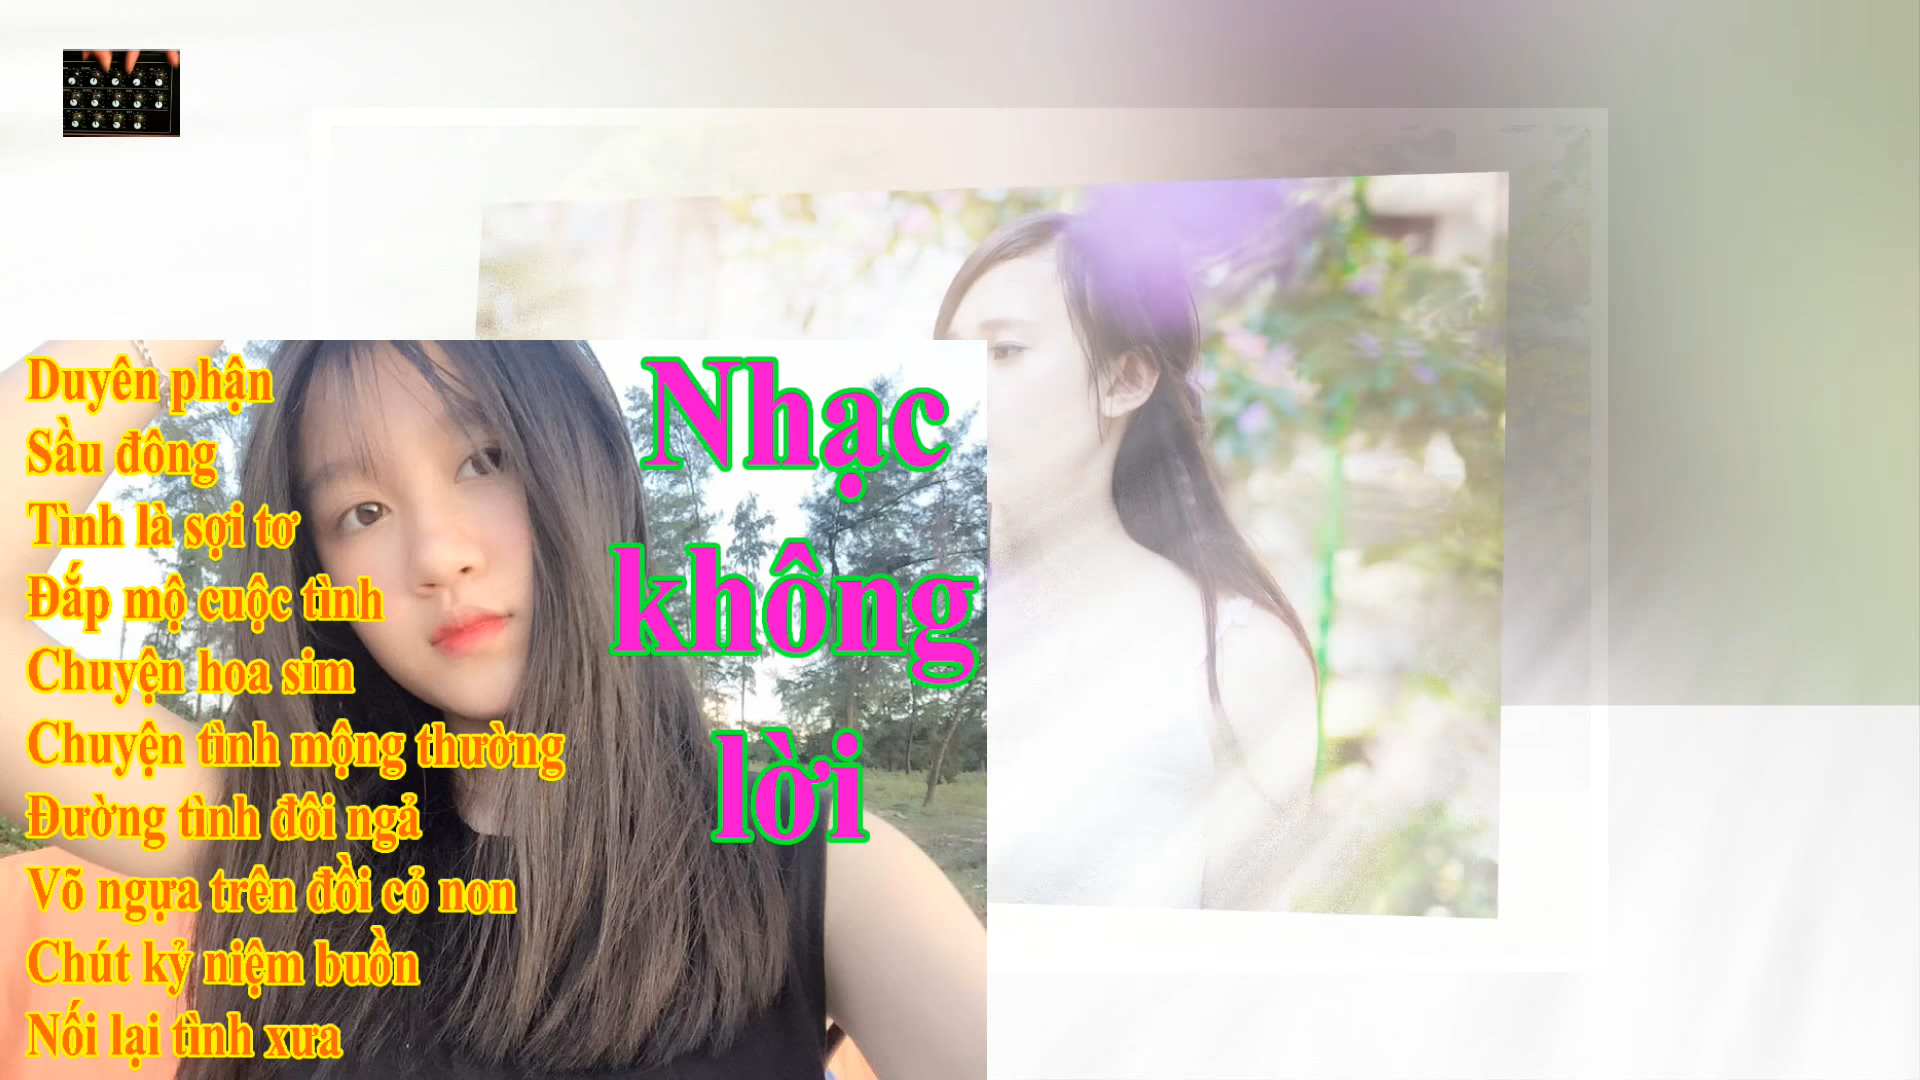 Duyên phận
Sầu đông
Tình là sợi tơ
Đắp mộ cuộc tình
Chuyện hoa sim
Chuyện tình mộng thường
Đường tình đôi ngả
Võ ngựa trên đồi cỏ non
Chút kỷ niệm buồn
Nối lại tình xưa
Nhạc
không
lời